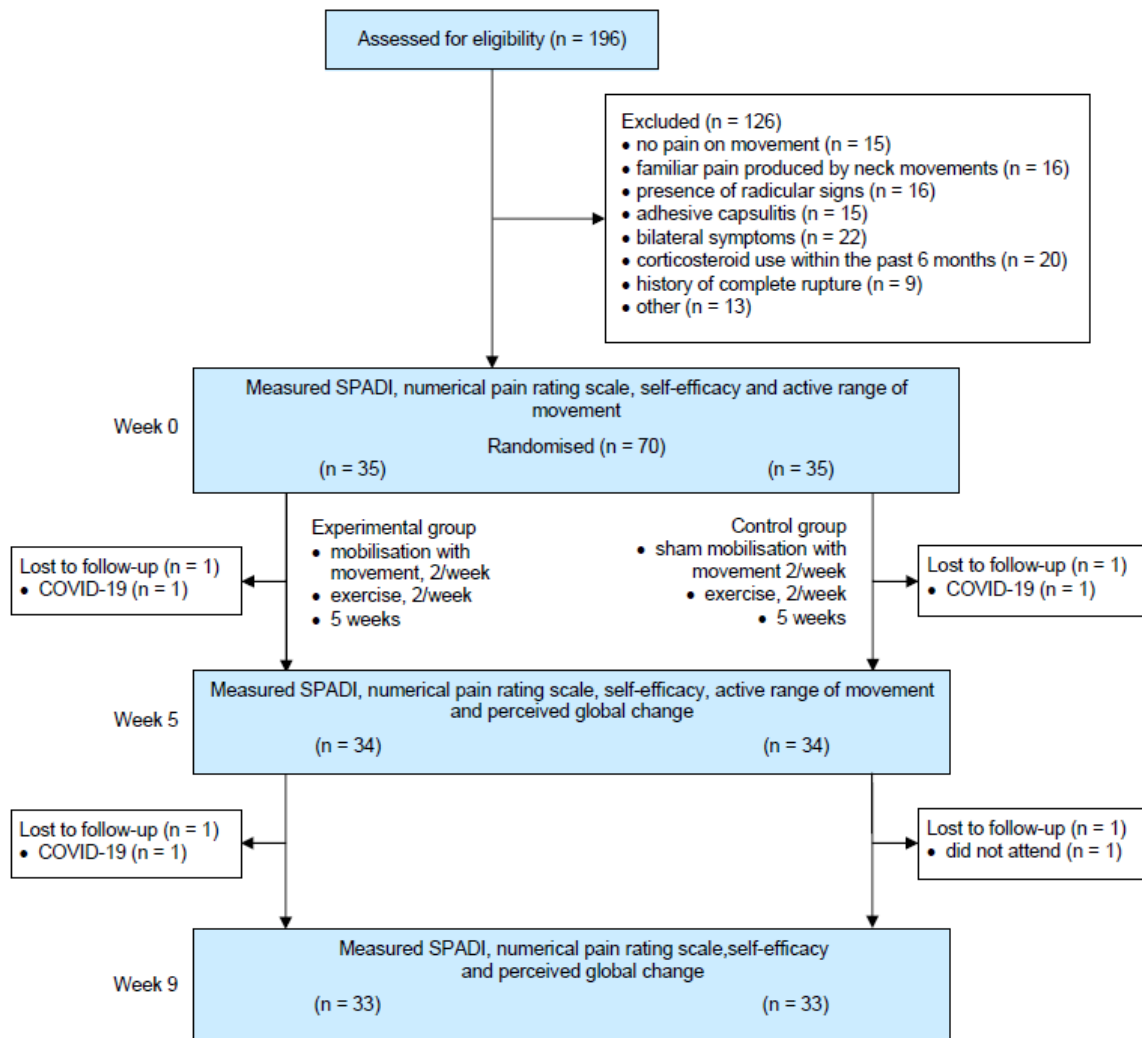 Assessed for eligibility (n = 196)
Excluded (n = 126)
• no pain on movement (n = 15)
• familiar pain produced by neck movements (n = 16)
• presence of radicular signs (n = 16)
• adhesive capsulitis (n = 15)
• bilateral symptoms (n = 22)
• corticosteroid use within the past 6 months (n = 20)
• history of complete rupture (n = 9)
• other (n = 13)
Week 0
Measured SPADI, numerical pain rating scale, self-efficacy and active range of
movement
Randomised (n = 70)
(n = 35) (n = 35)
Lost to follow-up (n = 1)
• COVID-19 (n = 1)
Experimental group
• mobilisation with
movement, 2/week
• exercise, 2/week
• 5 weeks
Control group
• sham mobilisation with
movement 2/week
• exercise, 2/week
• 5 weeks
Lost to follow-up (n = 1)
• COVID-19 (n = 1)
Week 5
Measured SPADI, numerical pain rating scale, self-efficacy, active range of movement
and perceived global change
(n = 34) (n = 34)
Lost to follow-up (n = 1)
• COVID-19 (n = 1)
Lost to follow-up (n = 1)
• did not attend (n = 1)
Week 9
Measured SPADI, numerical pain rating scale,self-efficacy
and perceived global change
(n = 33) (n = 33)